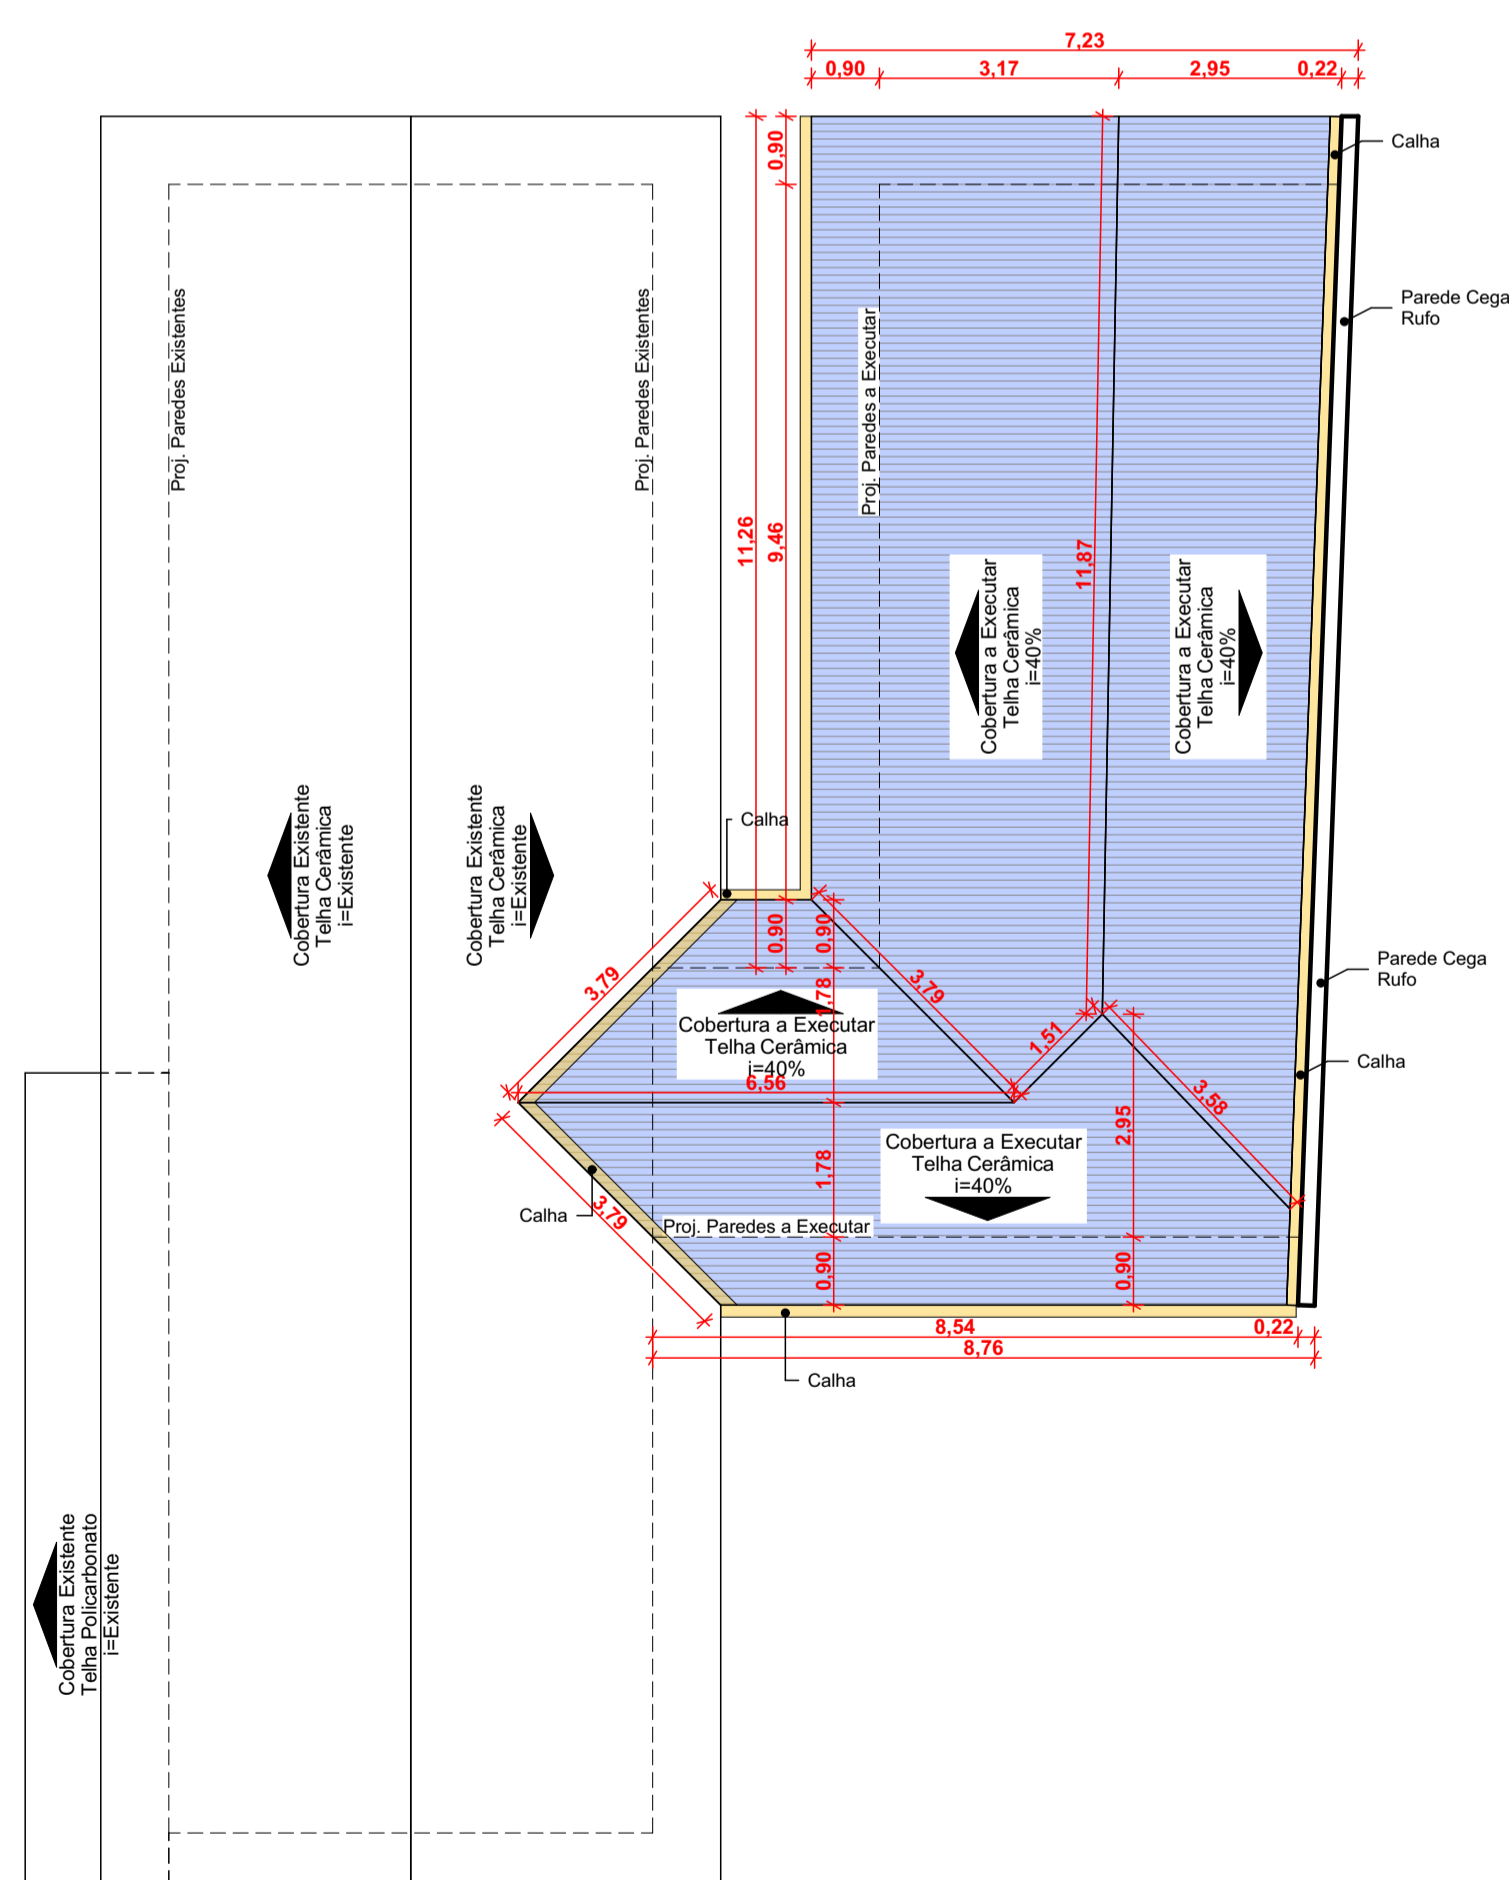 7,23
0,90
3,17
2,95
0,22
Calha
Parede Cega
Rufo
0,90
Proj. Paredes Existentes
Proj. Paredes Existentes
Proj. Paredes a Executar
11,26
9,46
11,87
Cobertura a Executar
Telha Cerâmica
i=40%
Cobertura a Executar
Telha Cerâmica
i=40%
Cobertura Existente
Telha Cerâmica
i=Existente
Cobertura Existente
Telha Cerâmica
i=Existente
Calha
0,90
0,90
3,79
3,79
1,78
Cobertura a Executar
Telha Cerâmica
i=40%
6,56
1,51
Parede Cega
Rufo
Calha
3,58
2,95
Cobertura a Executar
Telha Cerâmica
i=40%
1,78
Calha
3,79
Proj. Paredes a Executar
0,90
0,90
8,54
0,22
8,76
Calha
Cobertura Existente
Telha Policarbonato
i=Existente